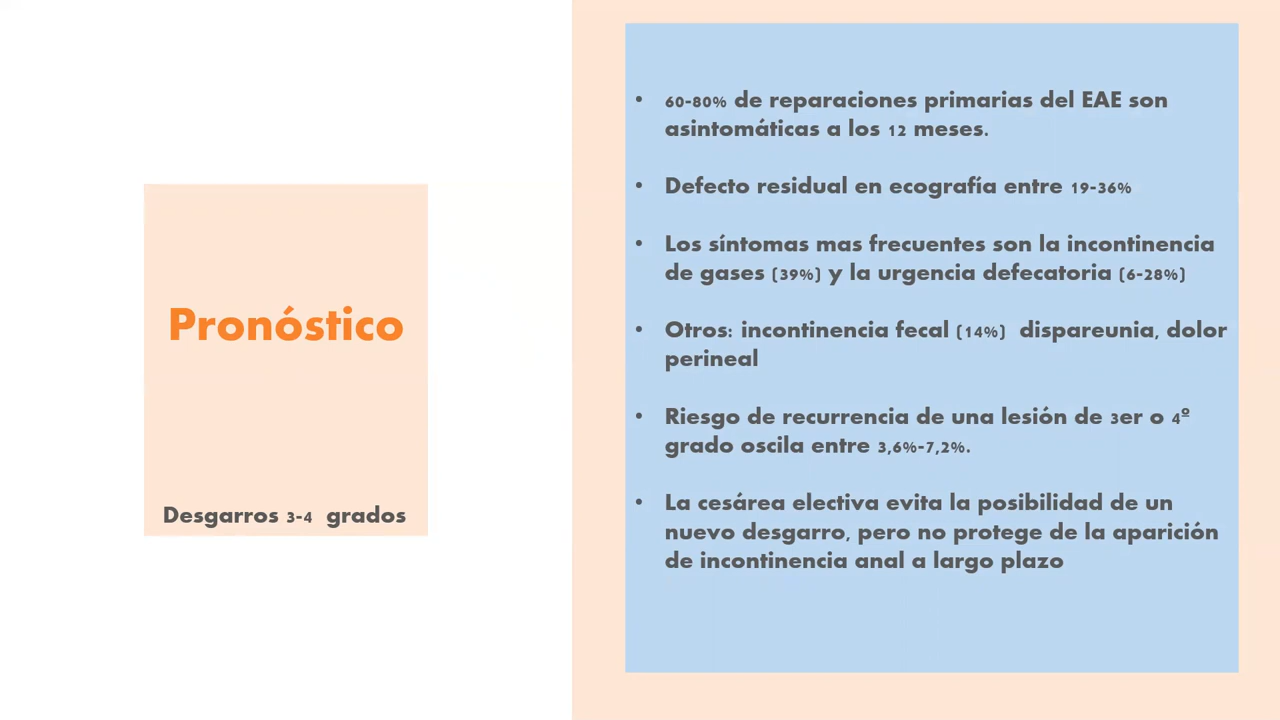 Pronóstico
Desgarros 3-4 grados
• 60-80% de reparaciones primarias del EAE son
asintomáticas a los 12 meses.
• Defecto residual en ecografía entre 19-36%
• Los síntomas mas frecuentes son la incontinencia
de gases (39%) y la urgencia defecatoria (6-28%)
• Otros: incontinencia fecal (14%) dispareunia, dolor
perineal
• Riesgo de recurrencia de una lesión de 3er o 4º
grado oscila entre 3,6%-7,2%.
• La cesárea electiva evita la posibilidad de un
nuevo desgarro, pero no protege de la aparición
de incontinencia anal a largo plazo